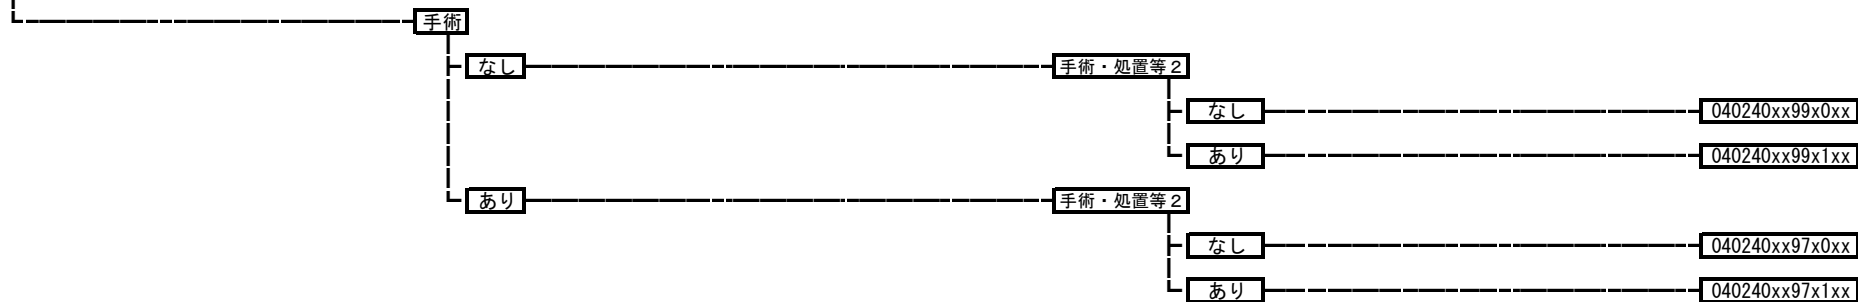 手術
なし 手術・処置等２
なし 040240xx99x0xx
あり 040240xx99x1xx
あり 手術・処置等２
なし 040240xx97x0xx
あり 040240xx97x1xx